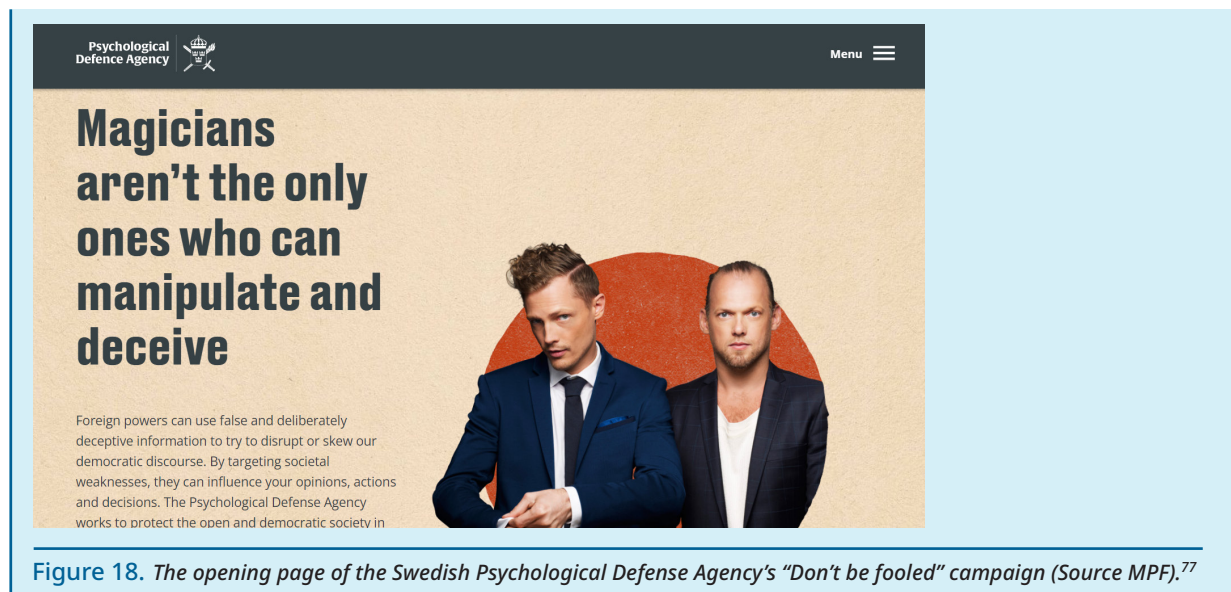 Psychological
Defence Agency
Menu
Magicians
aren’t the only
ones who can
manipulate and
deceive
Foreign powers can use false and deliberately
deceptive information to try to disrupt or skew our
democratic discourse. By targeting societal
weaknesses, they can influence your opinions, actions
and decisions. The Psychological Defense Agency
works to protect the open and democratic society in
Figure 18. The opening page of the Swedish Psychological Defense Agency’s “Don’t be fooled” campaign (Source MPF).77